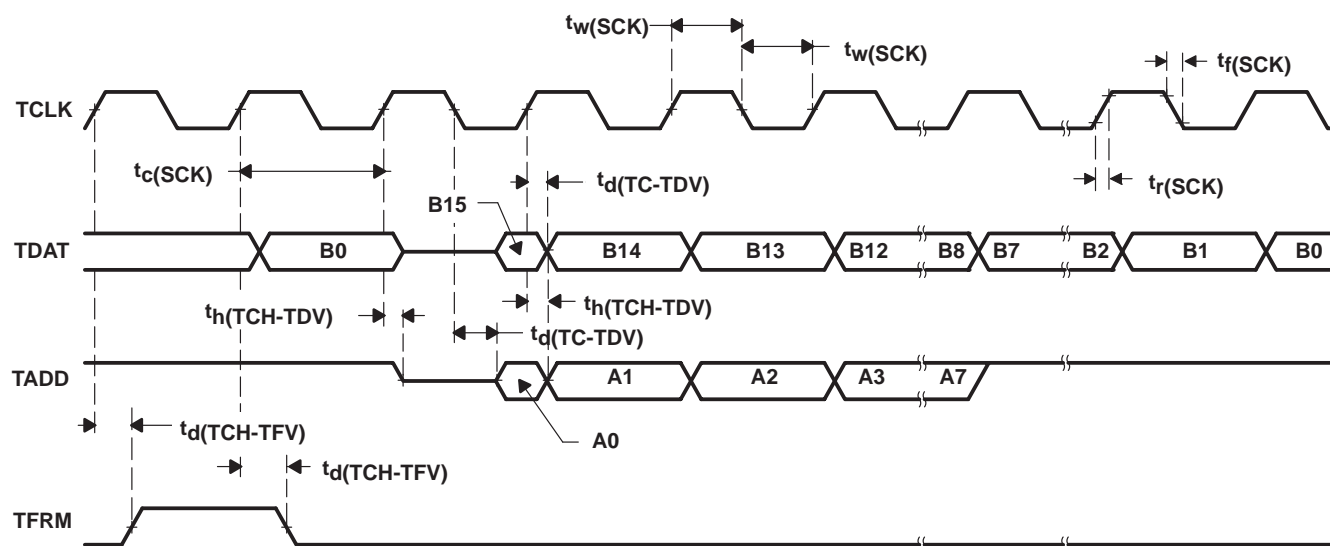 tw(SCK)
tw(SCK)
tf(SCK)
TCLK
tc(SCK)
td(TC-TDV)
tr(SCK)
B15
TDAT
B0
B14
B13
B12
B8
B7
B2
B1
B0
th(TCH-TDV)
th(TCH-TDV)
td(TC-TDV)
TADD
A1
A2
A3
A7
td(TCH-TFV)
A0
td(TCH-TFV)
TFRM